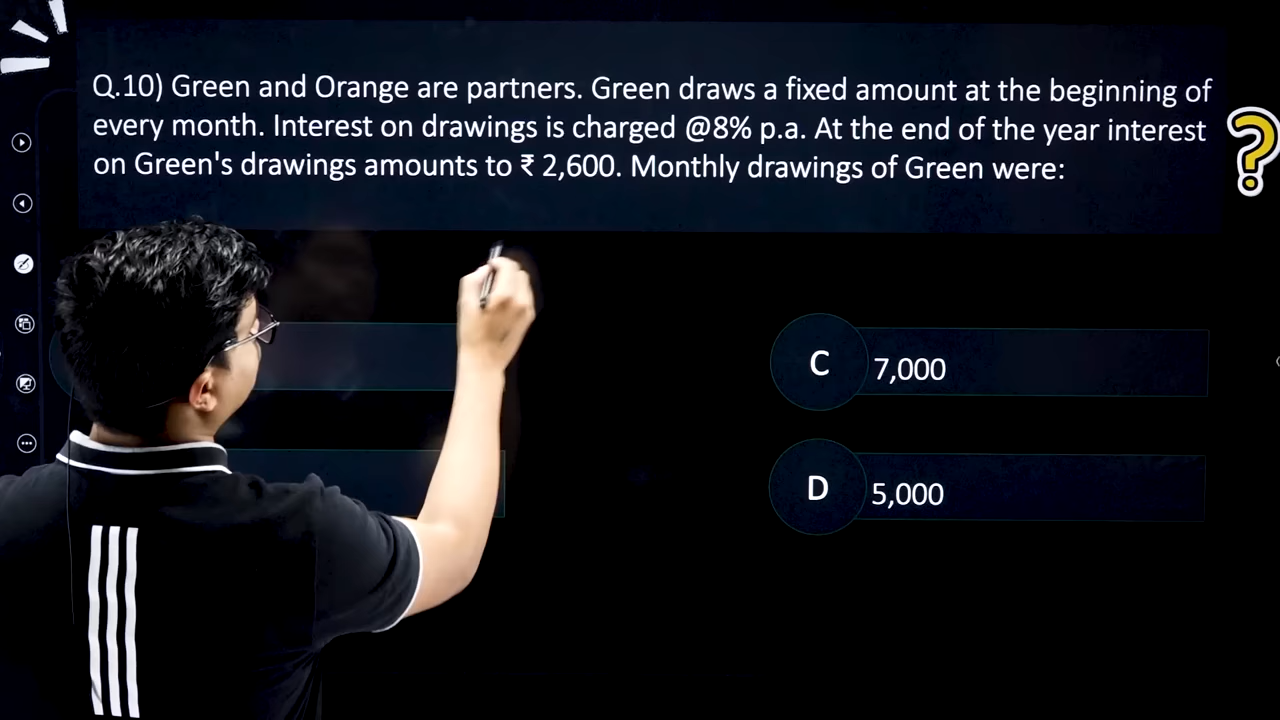 Q.10) Green and Orange are partners. Green draws a fixed amount at the beginning of
every month. Interest on drawings is charged @8% p.a. At the end of the year interest
on Green's drawings amounts to ₹ 2,600. Monthly drawings of Green were:
C 7,000
D 5,000